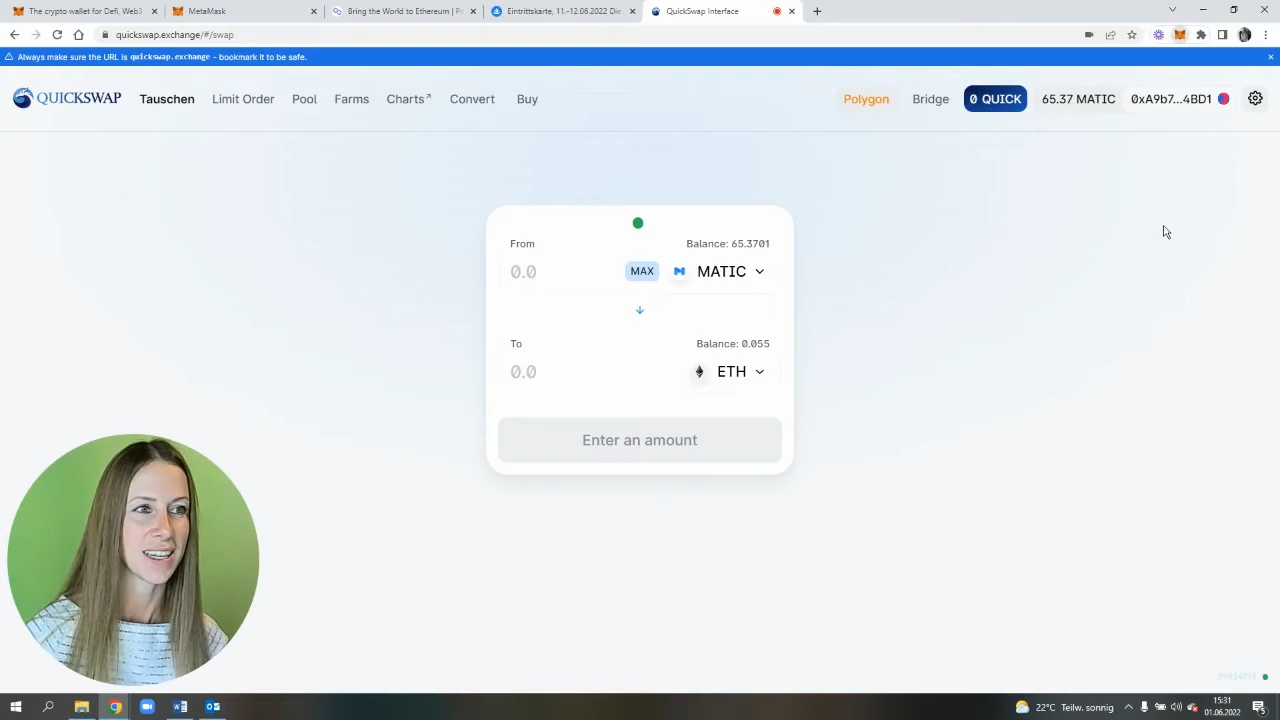 The crypto wallet for Defi, Web3
MetaMask
Bring the World to Ethereum | Po
Eintrittskarte, 11.-12.06.2022 Die
QuickSwap Interface
quickswap.exchange/#/swap
Always make sure the URL is quickswap.exchange - bookmark it to be safe.
QUICKSWAP
Tauschen
Limit Order
Pool
Farms
Charts↗
Convert
Buy
Polygon
Bridge
0 QUICK
65.37 MATIC
0xA9b7...4BD1
From
Balance: 65.3701
0.0
MAX
MATIC
To
Balance: 0.055
0.0
ETH
Enter an amount
22°C Teilw. sonnig
15:31
01.06.2022